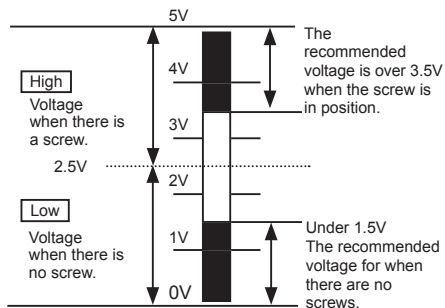 5V
The
recommended
voltage is over 3.5V
when the screw is
in position.
4V
High
Voltage
when there is
a screw.
3V
2.5V
2V
Low
Voltage
when there is
no screw.
1V
Under 1.5V
The recommended
voltage for when
there are no
screws.
0V